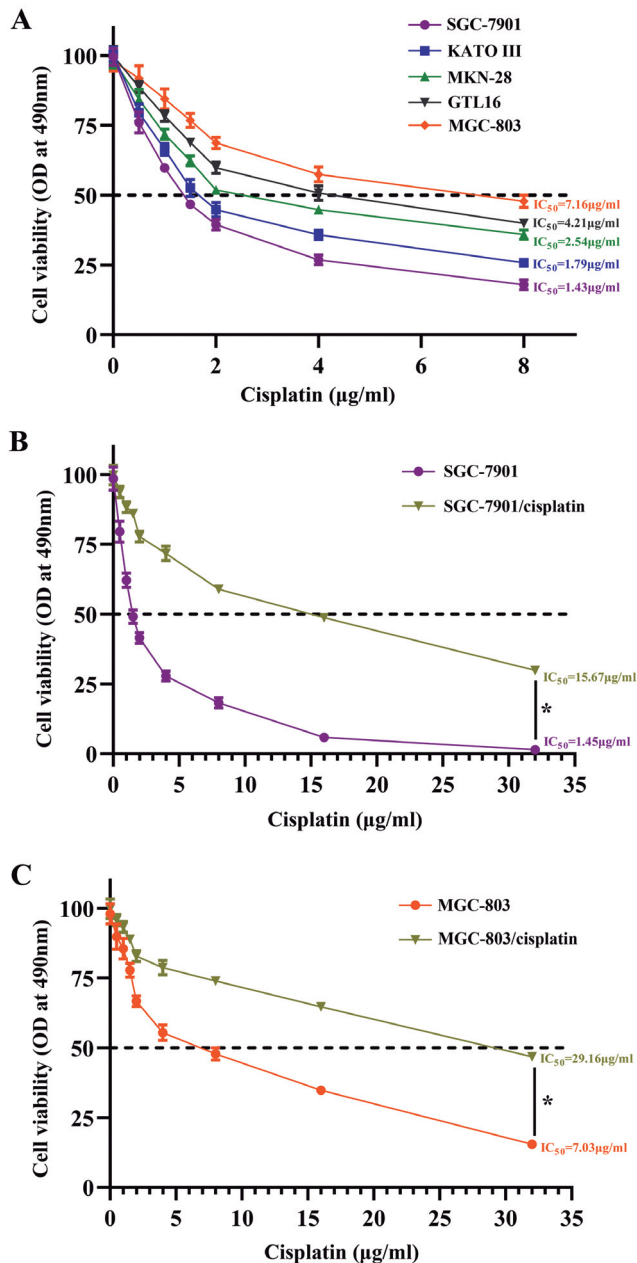 A
SGC-7901
KATO III
MKN-28
GTL16
MGC-803
100
75
50
25
0
Cell viability (OD at 490nm)
IC50=7.16μg/ml
IC50=4.21μg/ml
IC50=2.54μg/ml
IC50=1.79μg/ml
IC50=1.43μg/ml
0 2 4 6 8
Cisplatin (μg/ml)
B
SGC-7901
SGC-7901/cisplatin
100
75
50
25
0
Cell viability (OD at 490nm)
IC50=15.67μg/ml
*
IC50=1.45μg/ml
0 5 10 15 20 25 30 35
Cisplatin (μg/ml)
C
MGC-803
MGC-803/cisplatin
100
75
50
25
0
Cell viability (OD at 490nm)
IC50=29.16μg/ml
*
IC50=7.03μg/ml
0 5 10 15 20 25 30 35
Cisplatin (μg/ml)